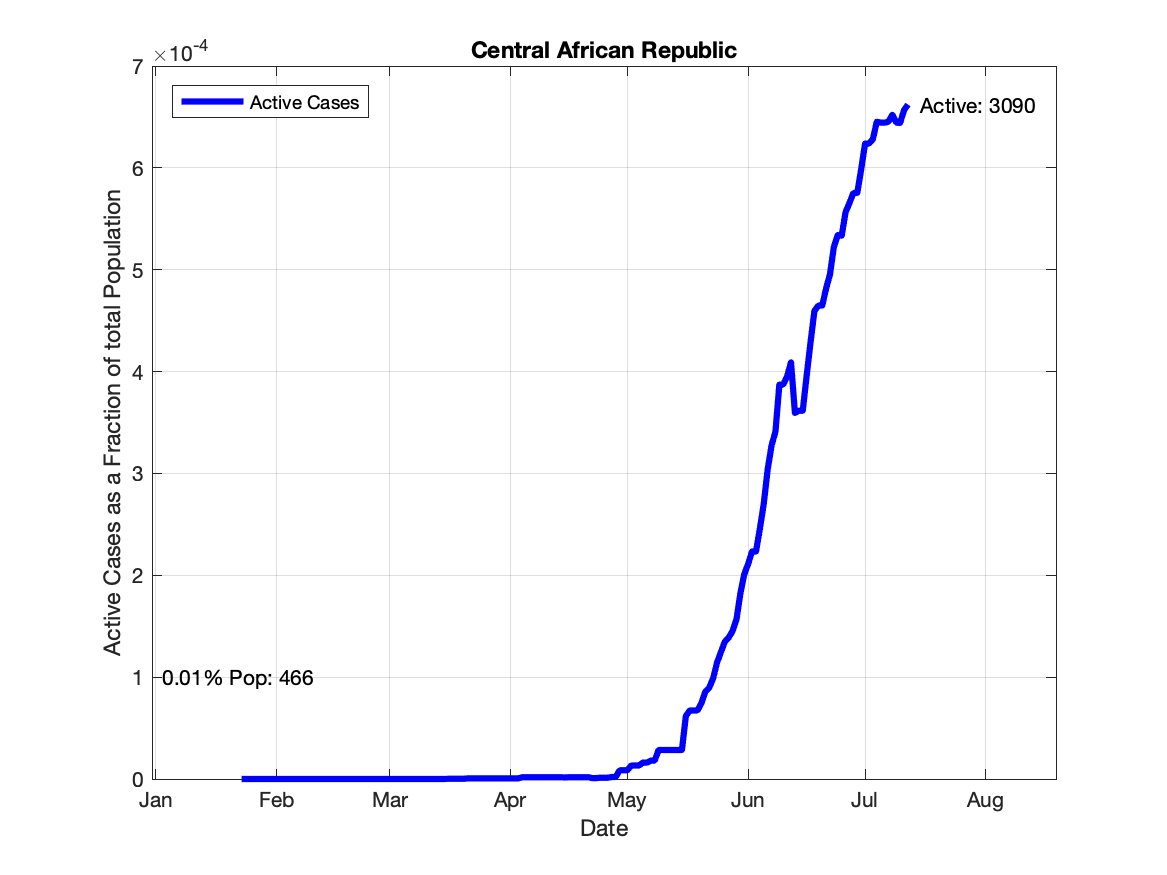 Central African Republic
×10⁻⁴
Active Cases
Active: 3090
7
6
5
4
3
2
1
0
0.01% Pop: 466
Active Cases as a Fraction of total Population
Jan Feb Mar Apr May Jun Jul Aug
Date